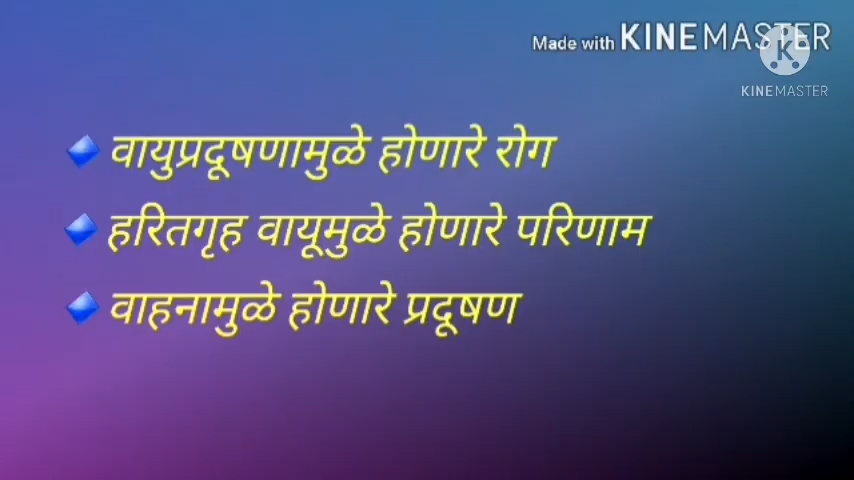 Made with KINEMASTER
K
KINEMASTER
वायुप्रदूषणामुळे होणारे रोग
हरितगृह वायूमुळे होणारे परिणाम
वाहनामुळे होणारे प्रदूषण